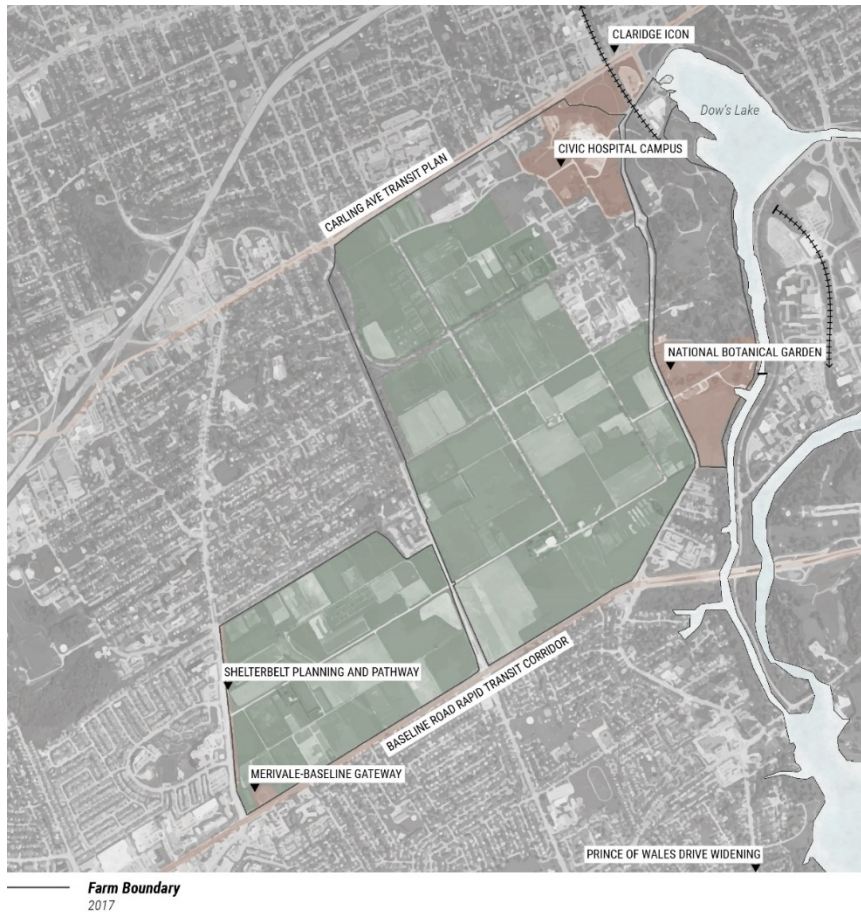 CLARIDGE ICON
Dow's Lake
CIVIC HOSPITAL CAMPUS
CARLING AVE TRANSIT PLAN
NATIONAL BOTANICAL GARDEN
SHELTERBELT PLANNING AND PATHWAY
BASELINE ROAD RAPID TRANSIT CORRIDOR
MERIVALE-BASELINE GATEWAY
PRINCE OF WALES DRIVE WIDENING
Farm Boundary
2017